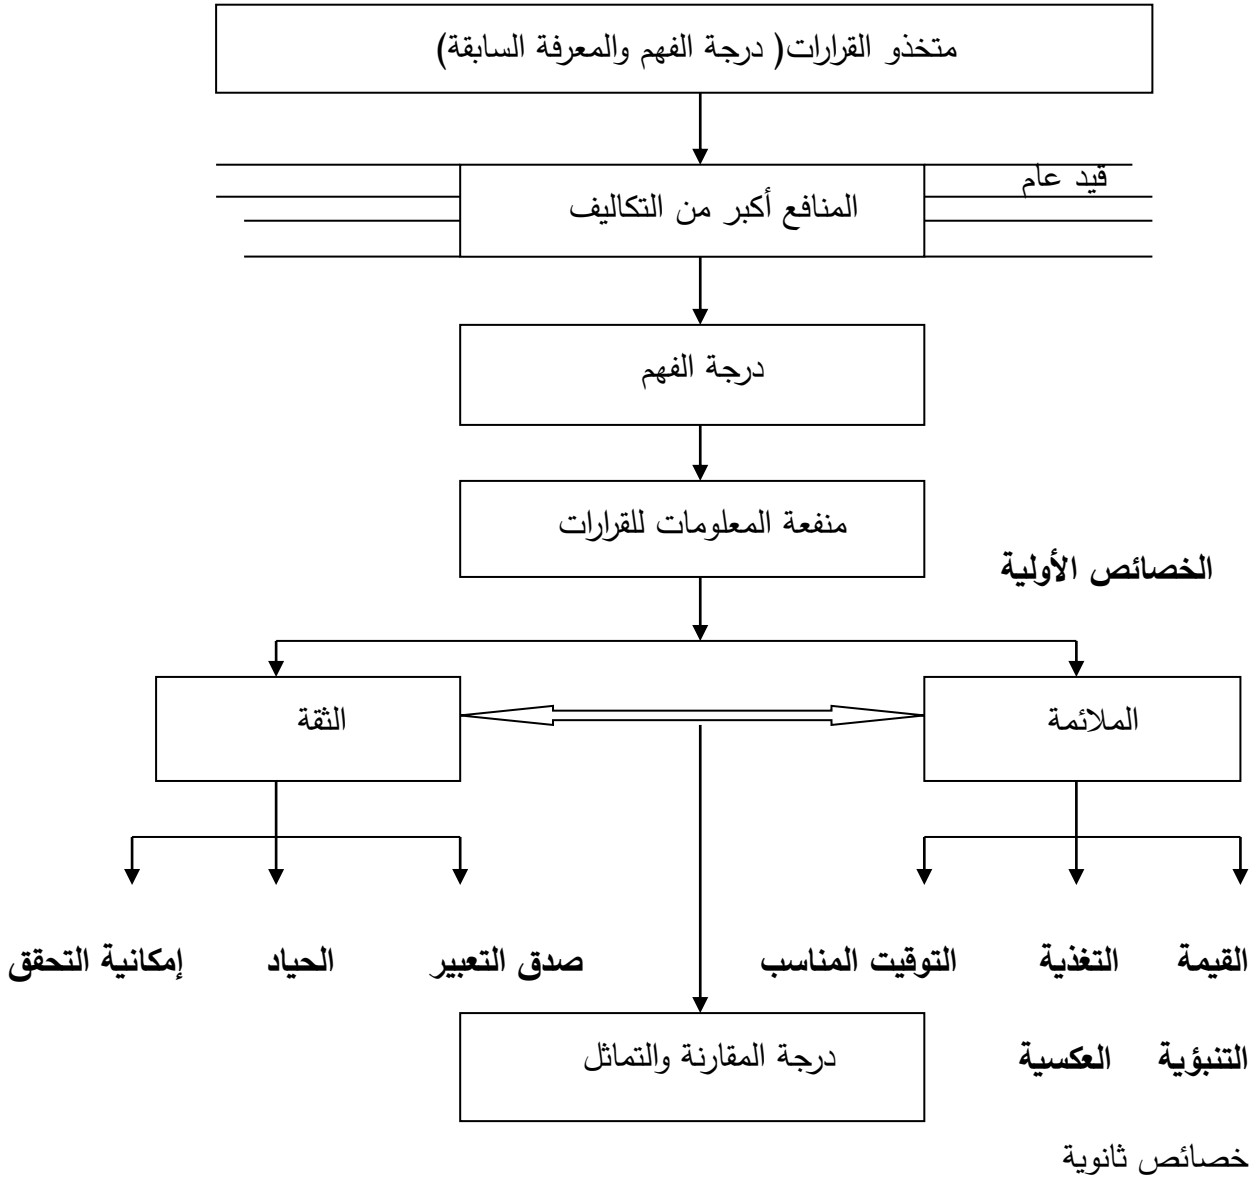 متخذو القرارات( درجة الفهم والمعرفة السابقة)
قيد عام
المنافع أكبر من التكاليف
درجة الفهم
منفعة المعلومات للقرارات
الخصائص الأولية
الملائمة
الثقة
القيمة التغذية التوقيت المناسب صدق التعبير الحياد إمكانية التحقق
التنبؤية العكسية
درجة المقارنة والتماثل
خصائص ثانوية